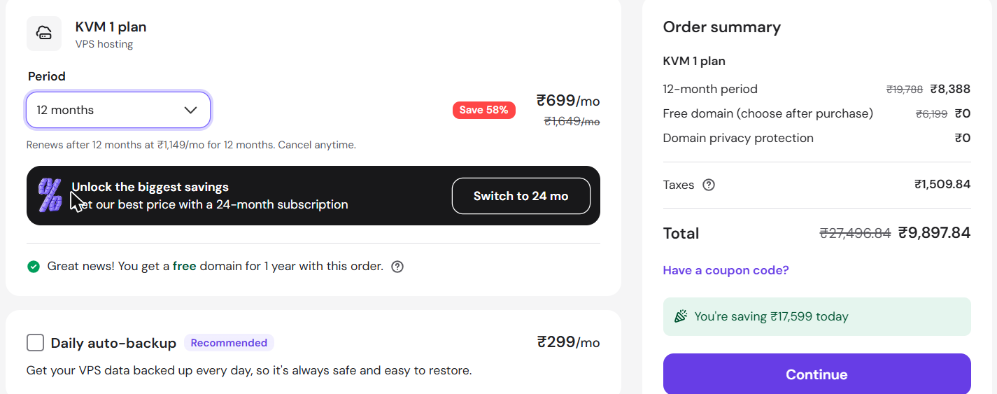 KVM 1 plan
VPS hosting
Period
12 months
Save 58%
₹699/mo
₹1,649/mo
Renews after 12 months at ₹1,149/mo for 12 months. Cancel anytime.
Unlock the biggest savings
et our best price with a 24-month subscription
Switch to 24 mo
Great news! You get a free domain for 1 year with this order.
Daily auto-backup Recommended
₹299/mo
Get your VPS data backed up every day, so it's always safe and easy to restore.
Order summary
KVM 1 plan
12-month period ₹19,788 ₹8,388
Free domain (choose after purchase) ₹6,199 ₹0
Domain privacy protection ₹0
Taxes ₹1,509.84
Total ₹27,496.84 ₹9,897.84
Have a coupon code?
You're saving ₹17,599 today
Continue